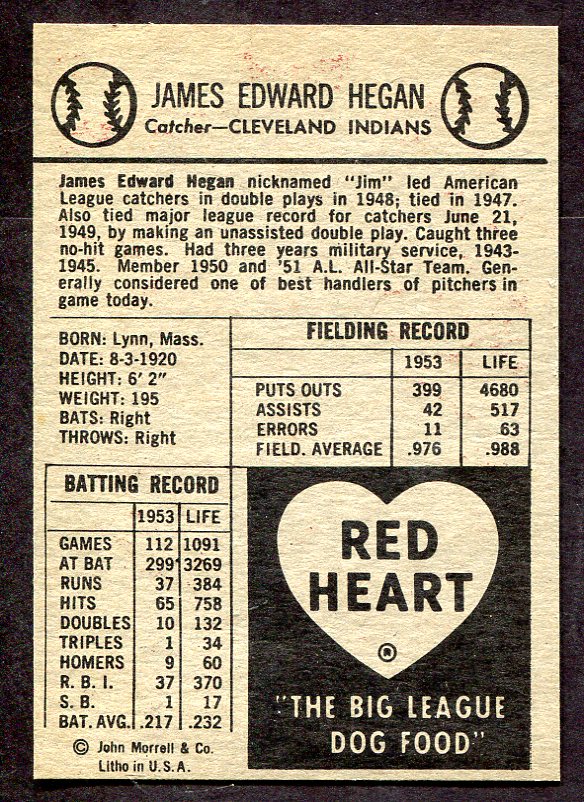 JAMES EDWARD HEGAN
Catcher—CLEVELAND INDIANS
James Edward Hegan nicknamed "Jim" led American
League catchers in double plays in 1948; tied in 1947.
Also tied major league record for catchers June 21,
1949, by making an unassisted double play. Caught three
no-hit games. Had three years military service, 1943-
1945. Member 1950 and '51 A.L. All-Star Team. Gen-
erally considered one of best handlers of pitchers in
game today.
BORN: Lynn, Mass.
DATE: 8-3-1920
HEIGHT: 6' 2"
WEIGHT: 195
BATS: Right
THROWS: Right
FIELDING RECORD
1953 LIFE
PUTS OUTS 399 4680
ASSISTS 42 517
ERRORS 11 63
FIELD. AVERAGE .976 .988
BATTING RECORD
1953 LIFE
GAMES 112 1091
AT BAT 299 3269
RUNS 37 384
HITS 65 758
DOUBLES 10 132
TRIPLES 1 34
HOMERS 9 60
R. B. I. 37 370
S. B. 1 17
BAT. AVG. .217 .232
© John Morrell & Co.
Litho in U.S.A.
RED
HEART
®
"THE BIG LEAGUE
DOG FOOD"